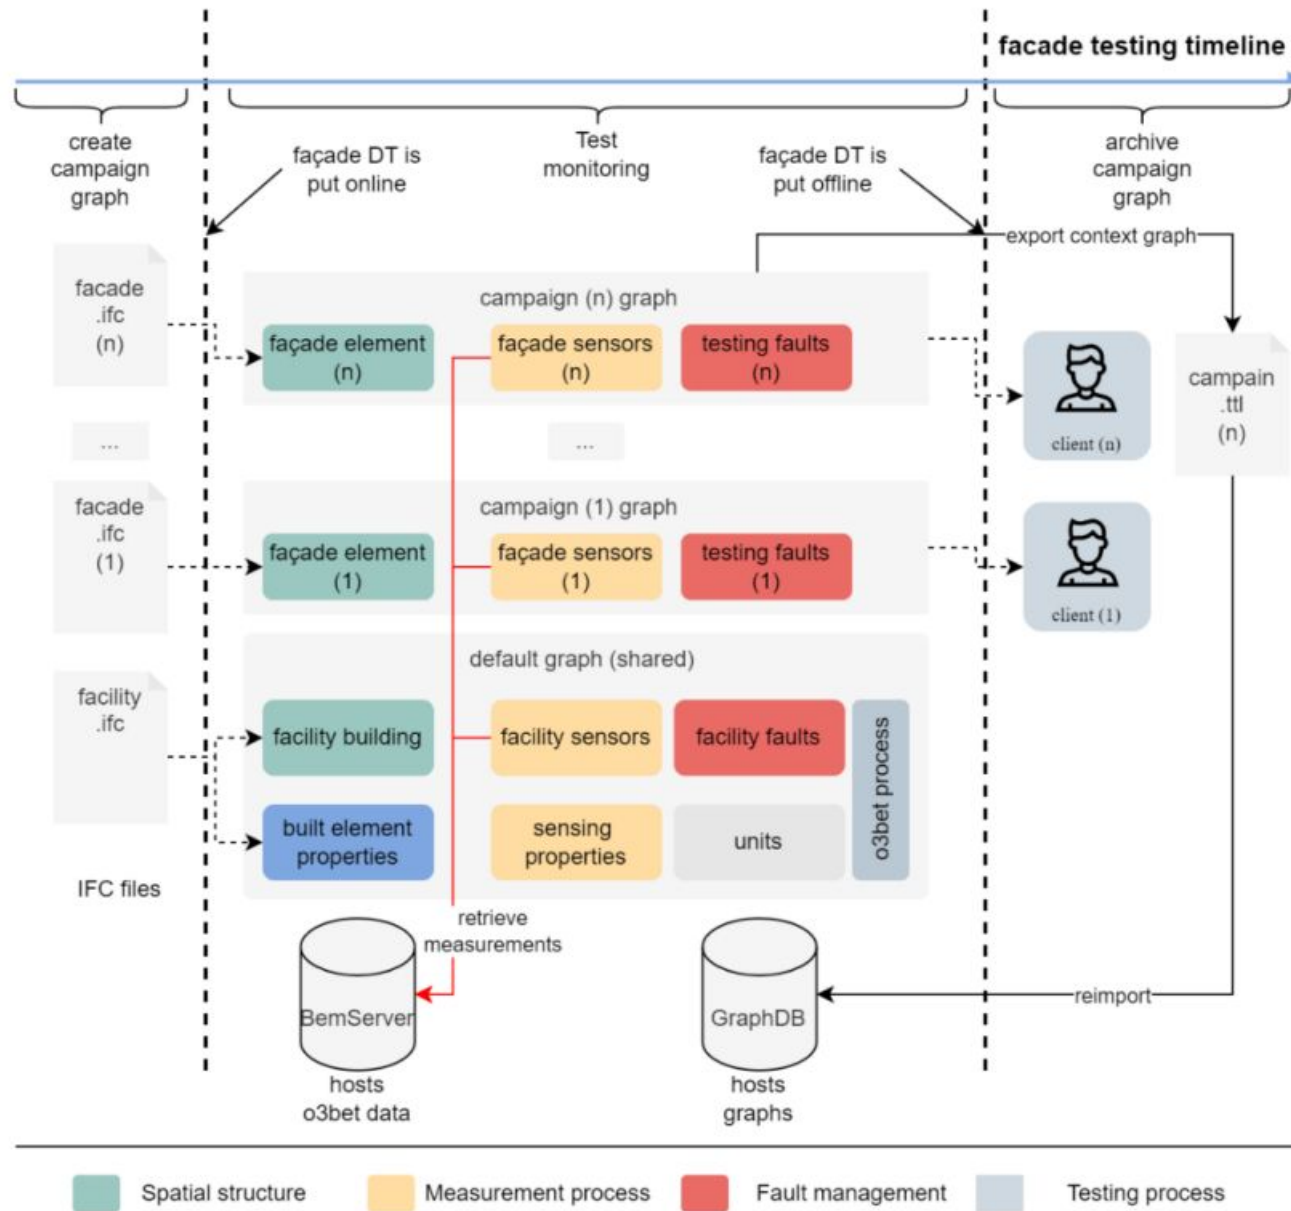 facade testing timeline
create
campaign
graph
façade DT is
put online
Test
monitoring
façade DT is
put offline
archive
campaign
graph
export context graph
facade
.ifc
(n)
campaign (n) graph
façade element
(n)
façade sensors
(n)
testing faults
(n)
client (n)
campain
.ttl
(n)
...
...
facade
.ifc
(1)
campaign (1) graph
façade element
(1)
façade sensors
(1)
testing faults
(1)
client (1)
default graph (shared)
facility
.ifc
facility building
facility sensors
facility faults
o3bet process
built element
properties
sensing
properties
units
IFC files
retrieve
measurements
BemServer
GraphDB
reimport
hosts
o3bet data
hosts
graphs
Spatial structure
Measurement process
Fault management
Testing process